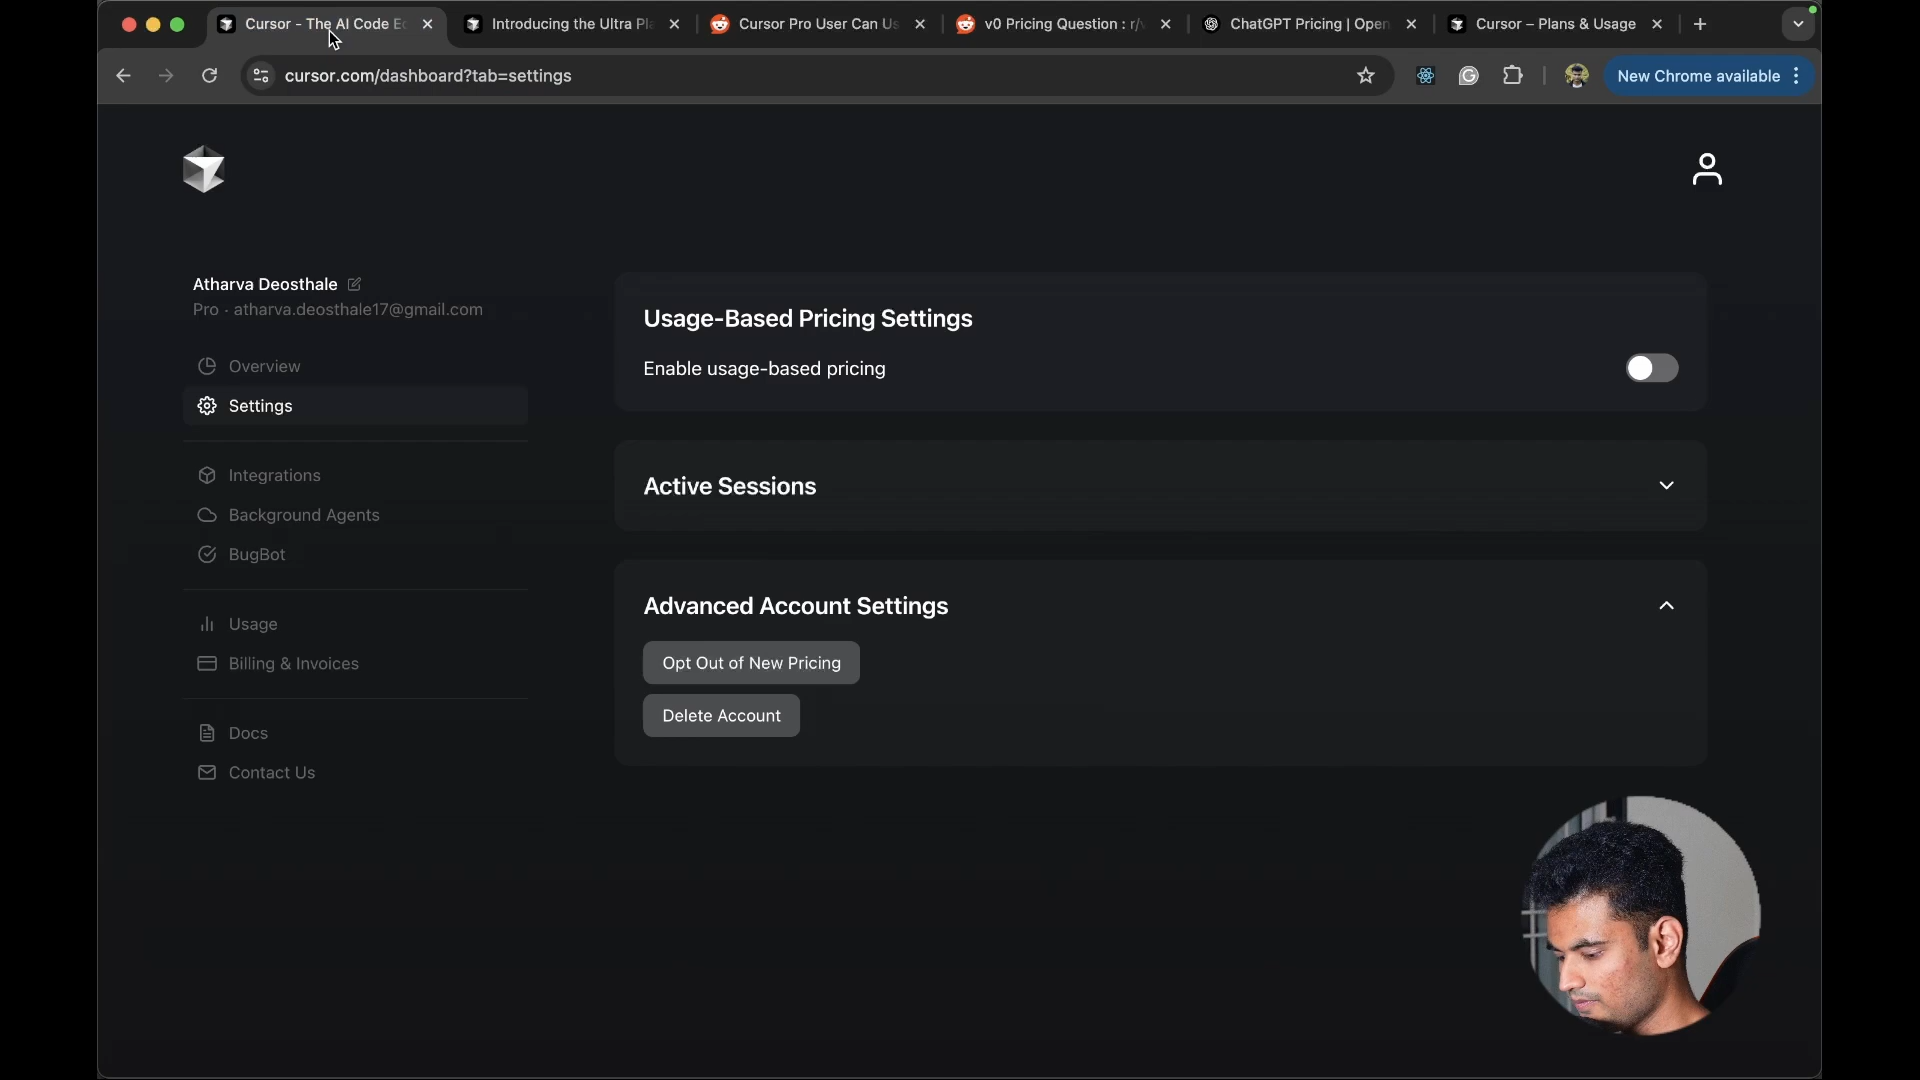 Cursor - The AI Code Ed
Introducing the Ultra Pla
Cursor Pro User Can Us
v0 Pricing Question : r/v
ChatGPT Pricing | Open
Cursor – Plans & Usage
cursor.com/dashboard?tab=settings
New Chrome available
Atharva Deosthale
Pro · atharva.deosthale17@gmail.com
Overview
Settings
Integrations
Background Agents
BugBot
Usage
Billing & Invoices
Docs
Contact Us
Usage-Based Pricing Settings
Enable usage-based pricing
Active Sessions
Advanced Account Settings
Opt Out of New Pricing
Delete Account